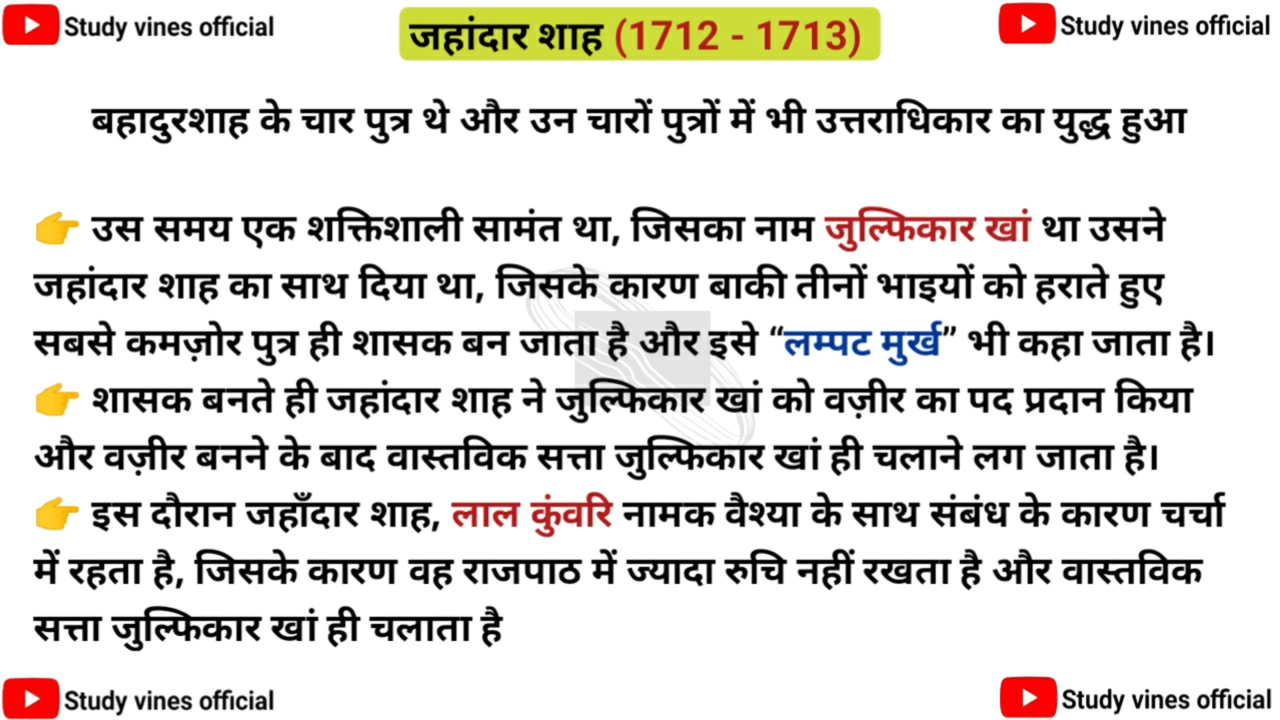 Study vines official
जहांदार शाह (1712 - 1713)
Study vines official
बहादुरशाह के चार पुत्र थे और उन चारों पुत्रों में भी उत्तराधिकार का युद्ध हुआ
👉 उस समय एक शक्तिशाली सामंत था, जिसका नाम जुल्फिकार खां था उसने
जहांदार शाह का साथ दिया था, जिसके कारण बाकी तीनों भाइयों को हराते हुए
सबसे कमज़ोर पुत्र ही शासक बन जाता है और इसे “लम्पट मुर्ख” भी कहा जाता है।
👉 शासक बनते ही जहांदार शाह ने जुल्फिकार खां को वज़ीर का पद प्रदान किया
और वज़ीर बनने के बाद वास्तविक सत्ता जुल्फिकार खां ही चलाने लग जाता है।
👉 इस दौरान जहाँदार शाह, लाल कुंवरि नामक वैश्या के साथ संबंध के कारण चर्चा
में रहता है, जिसके कारण वह राजपाठ में ज्यादा रुचि नहीं रखता है और वास्तविक
सत्ता जुल्फिकार खां ही चलाता है
Study vines official
Study vines official